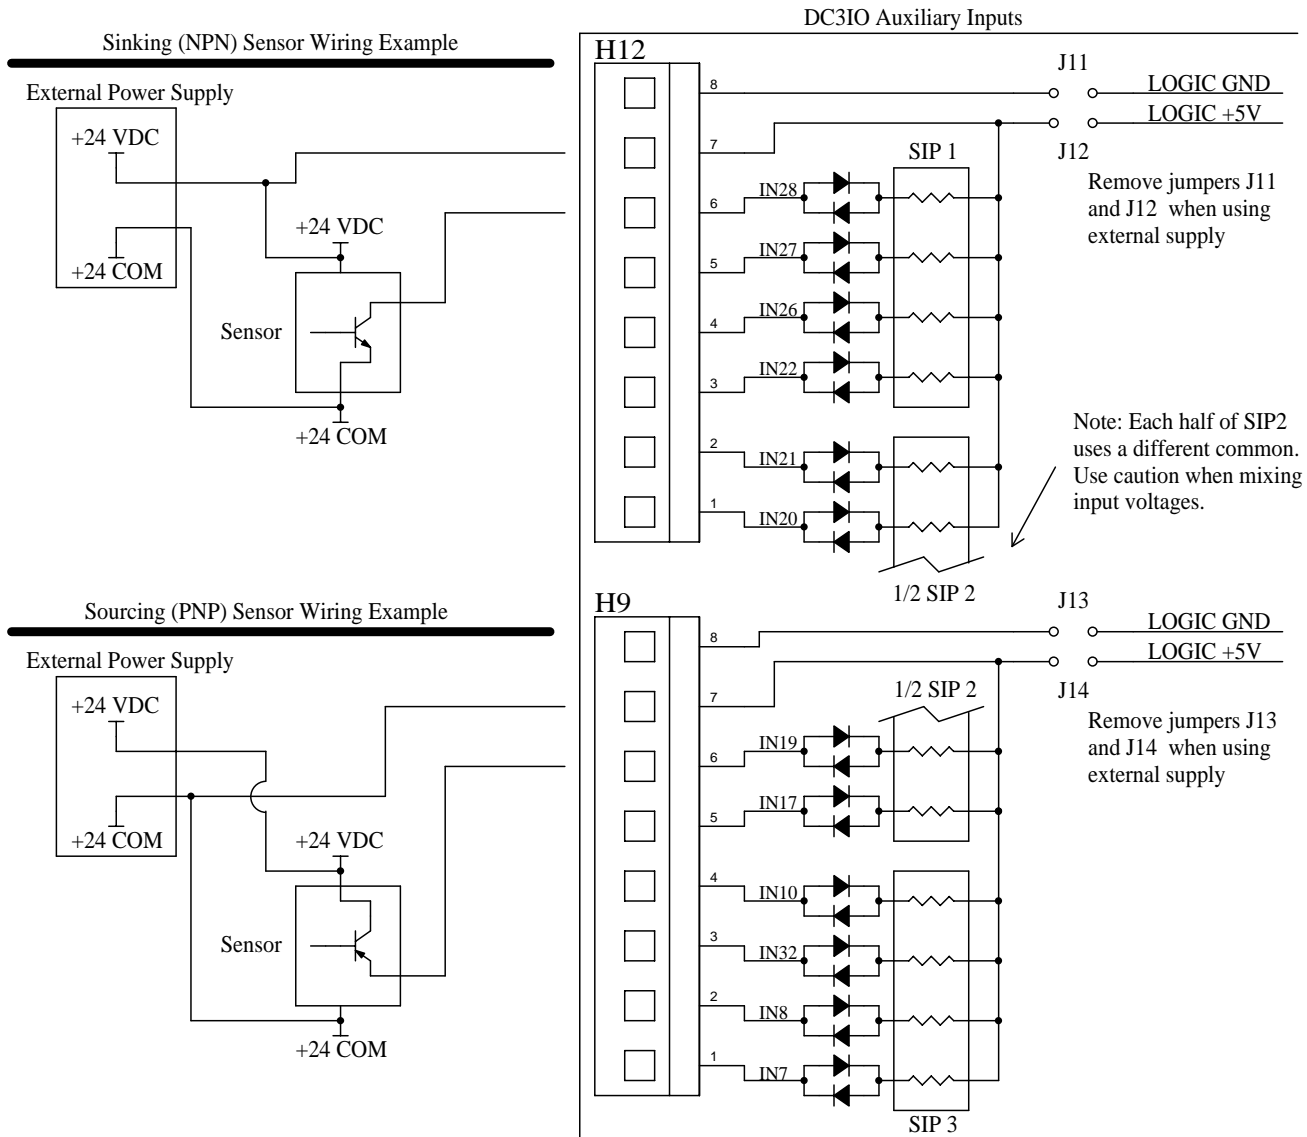 DC3IO Auxiliary Inputs
Sinking (NPN) Sensor Wiring Example
External Power Supply
+24 VDC
+24 COM
+24 VDC
Sensor
+24 COM
H12
8
7
6
5
4
3
2
1
IN28
IN27
IN26
IN22
IN21
IN20
SIP 1
1/2 SIP 2
J11
LOGIC GND
LOGIC +5V
J12
Remove jumpers J11
and J12 when using
external supply
Note: Each half of SIP2
uses a different common.
Use caution when mixing
input voltages.
Sourcing (PNP) Sensor Wiring Example
External Power Supply
+24 VDC
+24 COM
+24 VDC
Sensor
+24 COM
H9
8
7
6
5
4
3
2
1
IN19
IN17
IN10
IN32
IN8
IN7
1/2 SIP 2
SIP 3
J13
LOGIC GND
LOGIC +5V
J14
Remove jumpers J13
and J14 when using
external supply